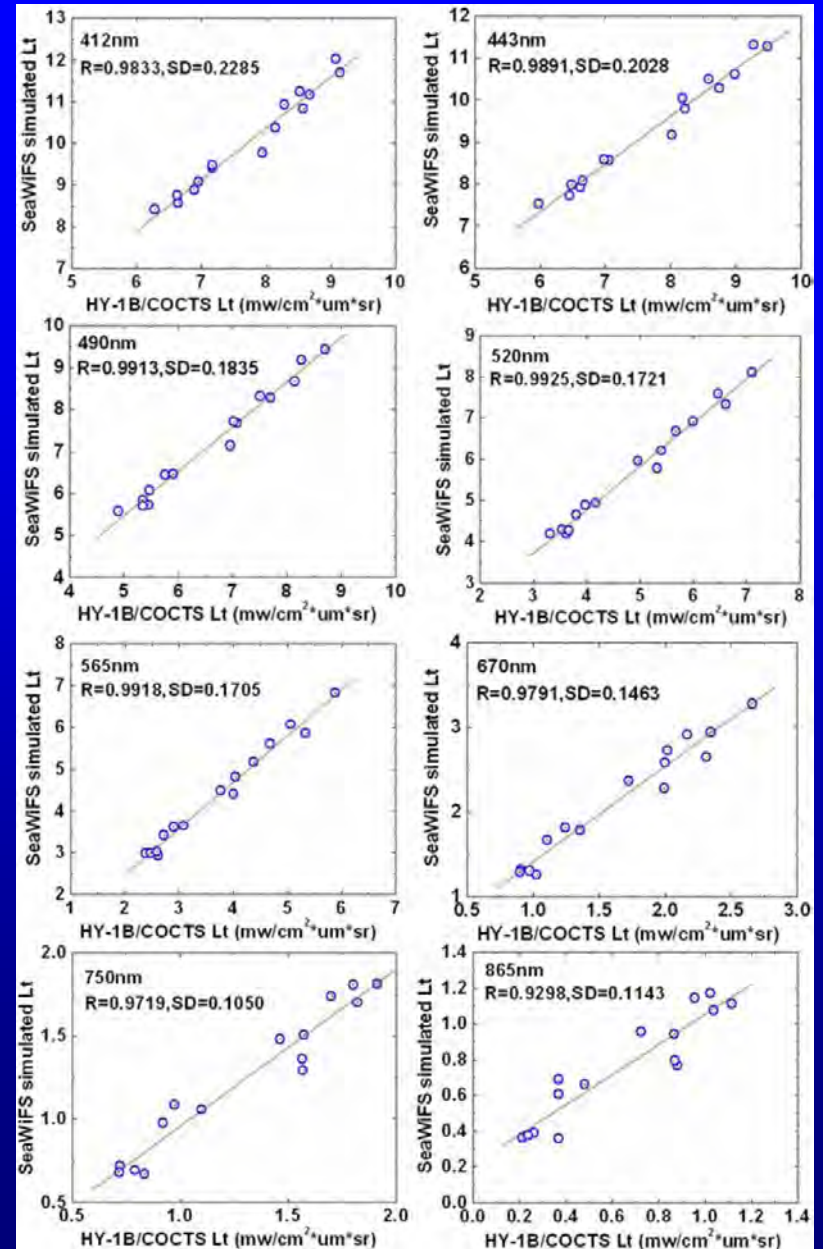 13
12
11
10
9
8
7
SeaWiFS simulated Lt
412nm
R=0.9833,SD=0.2285
5 6 7 8 9 10
HY-1B/COCTS Lt (mw/cm²*um*sr)
12
11
10
9
8
7
6
SeaWiFS simulated Lt
443nm
R=0.9891,SD=0.2028
5 6 7 8 9 10
HY-1B/COCTS Lt (mw/cm²*um*sr)
10
9
8
7
6
5
4
SeaWiFS simulated Lt
490nm
R=0.9913,SD=0.1835
4 5 6 7 8 9 10
HY-1B/COCTS Lt (mw/cm²*um*sr)
9
8
7
6
5
4
3
SeaWiFS simulated Lt
520nm
R=0.9925,SD=0.1721
2 3 4 5 6 7 8
HY-1B/COCTS Lt (mw/cm²*um*sr)
8
7
6
5
4
3
2
SeaWiFS simulated Lt
565nm
R=0.9918,SD=0.1705
1 2 3 4 5 6 7
HY-1B/COCTS Lt (mw/cm²*um*sr)
4
3
2
1
SeaWiFS simulated Lt
670nm
R=0.9791,SD=0.1463
0.5 1.0 1.5 2.0 2.5 3.0
HY-1B/COCTS Lt (mw/cm²*um*sr)
2.0
1.5
1.0
0.5
SeaWiFS simulated Lt
750nm
R=0.9719,SD=0.1050
0.5 1.0 1.5 2.0
HY-1B/COCTS Lt (mw/cm²*um*sr)
1.4
1.2
1.0
0.8
0.6
0.4
0.2
0.0
SeaWiFS simulated Lt
865nm
R=0.9298,SD=0.1143
0.0 0.2 0.4 0.6 0.8 1.0 1.2 1.4
HY-1B/COCTS Lt (mw/cm²*um*sr)